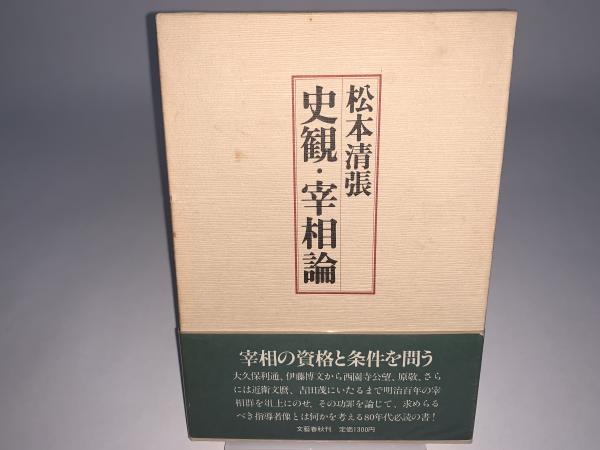 松本清張
史観・宰相論
宰相の資格と条件を問う
大久保利通、伊藤博文から西園寺公望、原敬、さら
には近衛文麿、吉田茂にいたるまで明治百年の宰
相群を俎上にのせ、その功罪を論じて、求めらる
べき指導者像とは何かを考える80年代必読の書!
文藝春秋刊 定価1300円